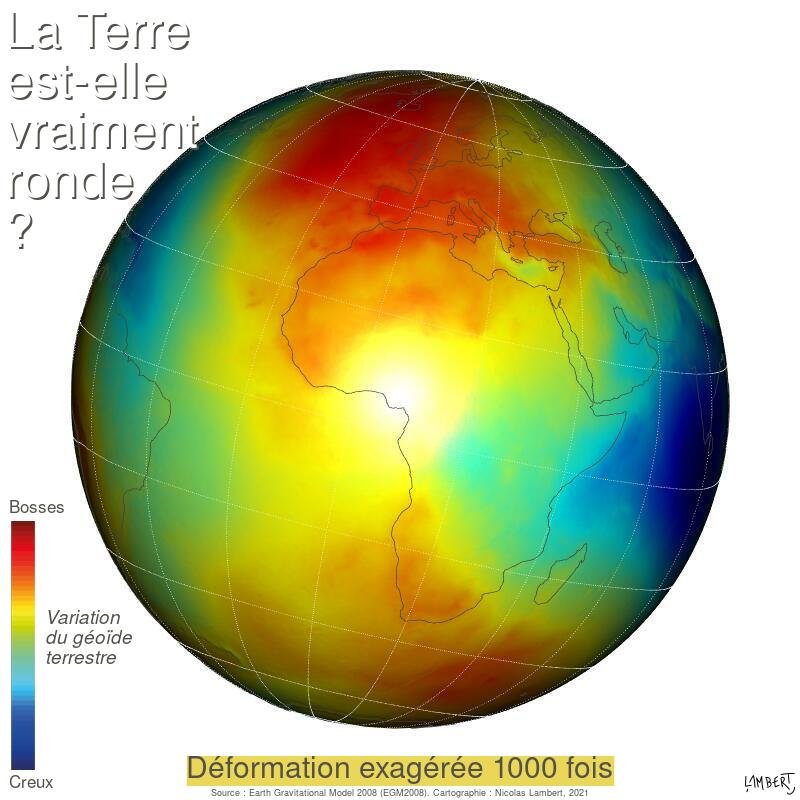 La Terre
est-elle
vraiment
ronde
?
Bosses
Variation
du géoïde
terrestre
Creux
Déformation exagérée 1000 fois
Source : Earth Gravitational Model 2008 (EGM2008). Cartographie : Nicolas Lambert, 2021
LAMBERT